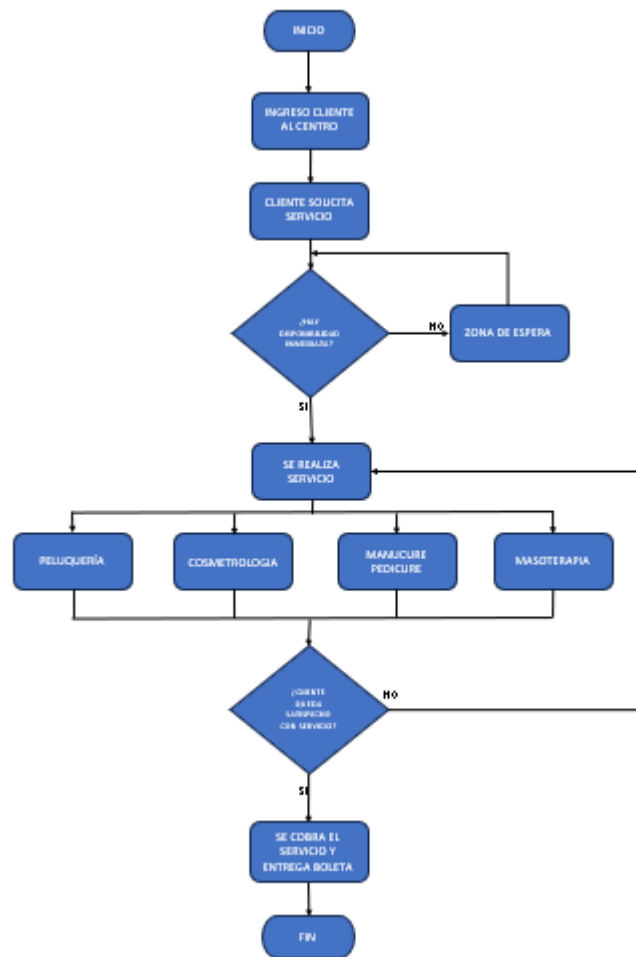 INICIO
INGRESO CLIENTE
AL CENTRO
CLIENTE SOLICITA
SERVICIO
¿HAY
DISPONIBILIDAD
INMEDIATA?
NO
ZONA DE ESPERA
SI
SE REALIZA
SERVICIO
PELUQUERÍA
COSMETROLOGIA
MANUCURE
PEDICURE
MASOTERAPIA
¿CLIENTE
QUEDA
SATISFECHO
CON SERVICIO?
NO
SI
SE COBRA EL
SERVICIO Y
ENTREGA BOLETA
FIN